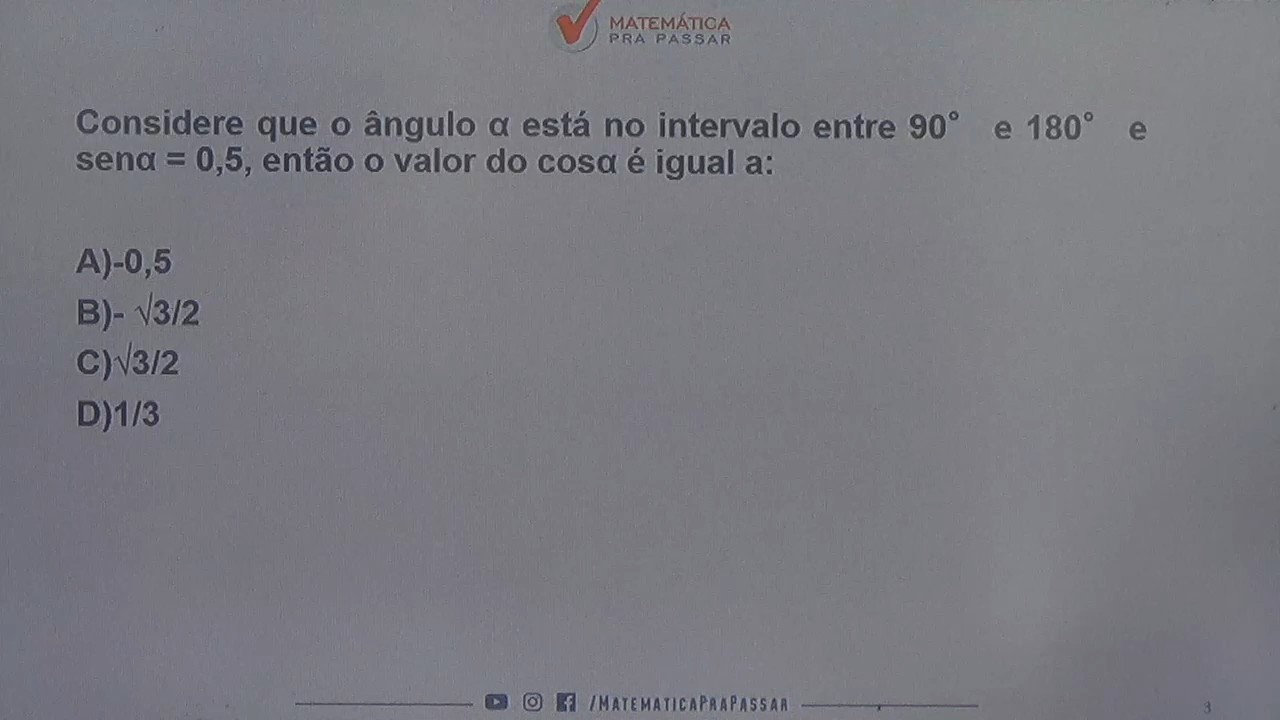 MATEMÁTICA
PRA PASSAR
Considere que o ângulo α está no intervalo entre 90° e 180° e
senα = 0,5, então o valor do cosα é igual a:
A)-0,5
B)- √3/2
C)√3/2
D)1/3
/MATEMATICAPRAPASSAR
3